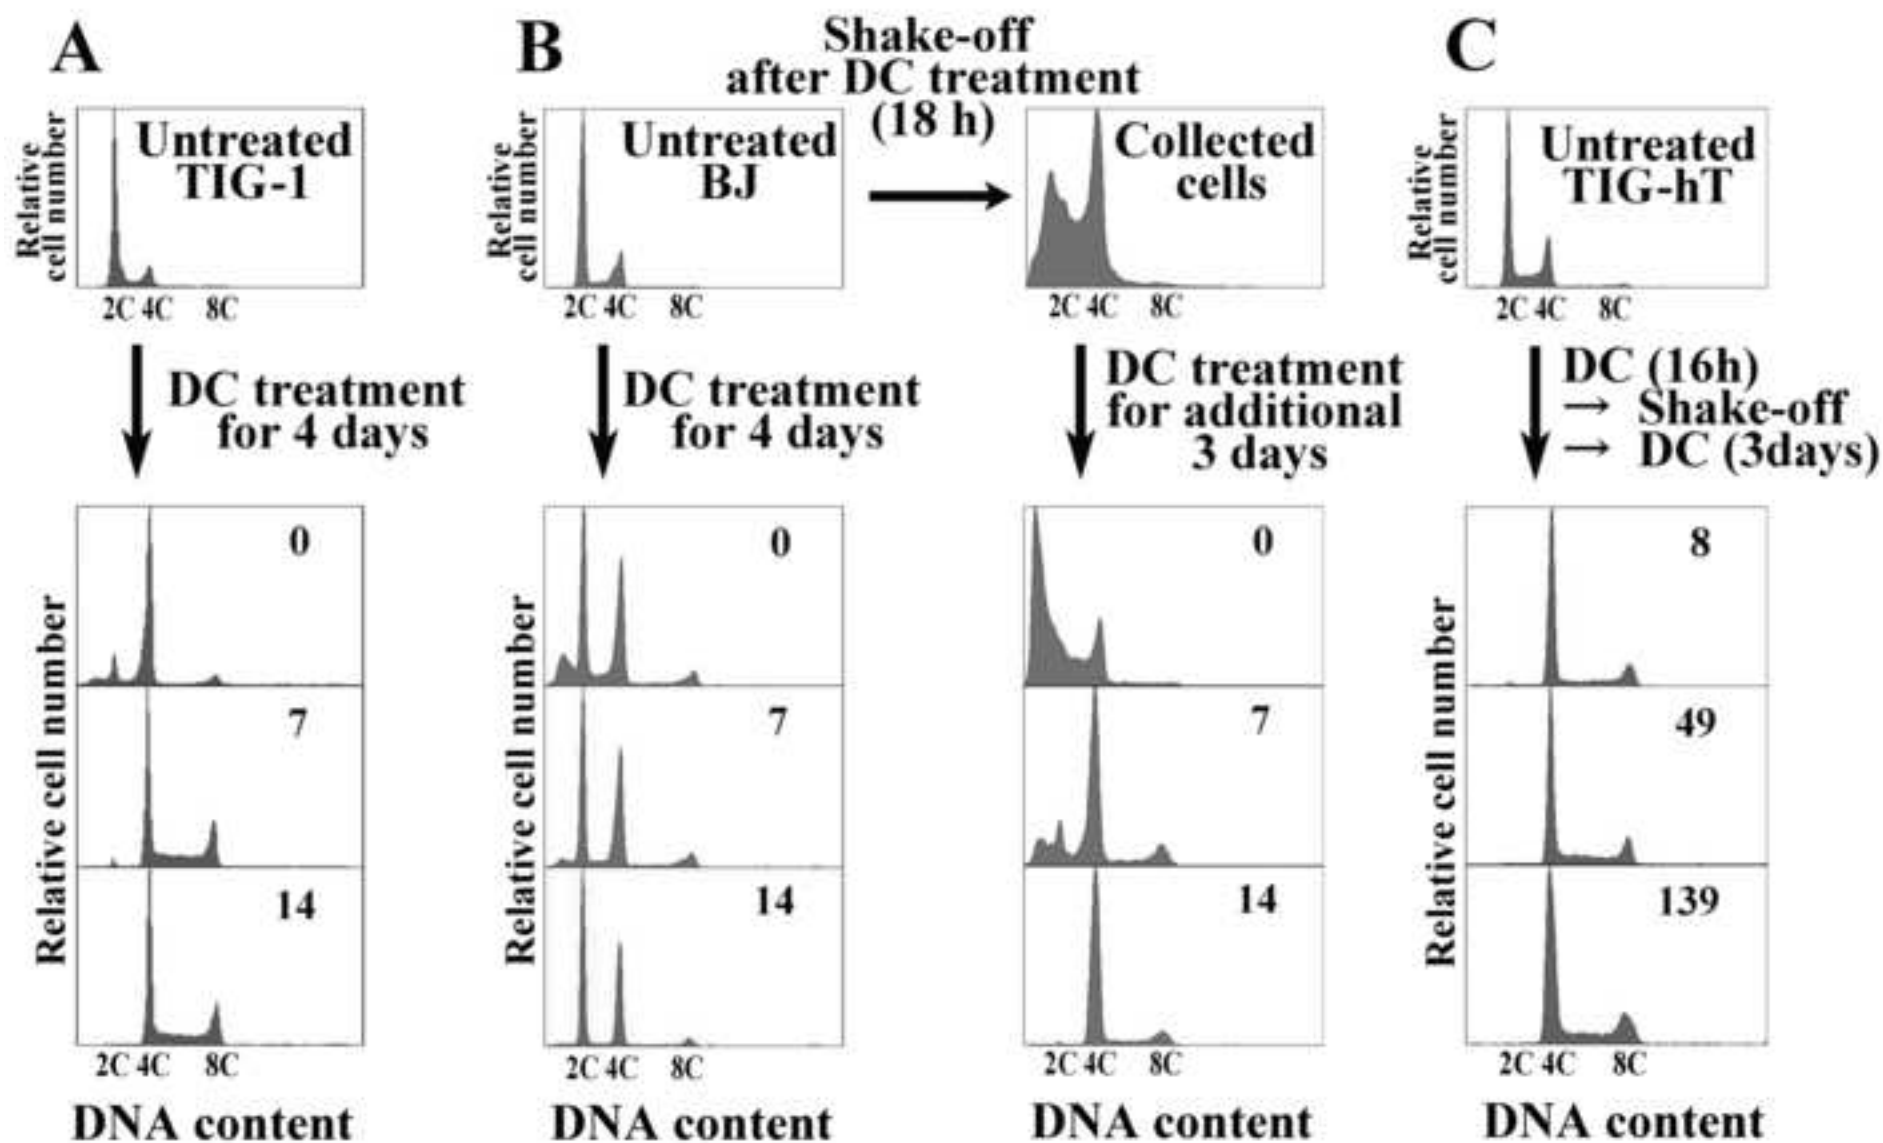 A
B
C
Shake-off
after DC treatment
(18 h)
Relative
cell number
Untreated
TIG-1
2C 4C 8C
Relative
cell number
Untreated
BJ
2C 4C 8C
Collected
cells
2C 4C 8C
Relative
cell number
Untreated
TIG-hT
2C 4C 8C
DC treatment
for 4 days
DC treatment
for 4 days
DC treatment
for additional
3 days
DC (16h)
→ Shake-off
→ DC (3days)
Relative cell number
0
7
14
2C 4C 8C
DNA content
Relative cell number
0
7
14
2C 4C 8C
DNA content
0
7
14
2C 4C 8C
DNA content
Relative cell number
8
49
139
2C 4C 8C
DNA content